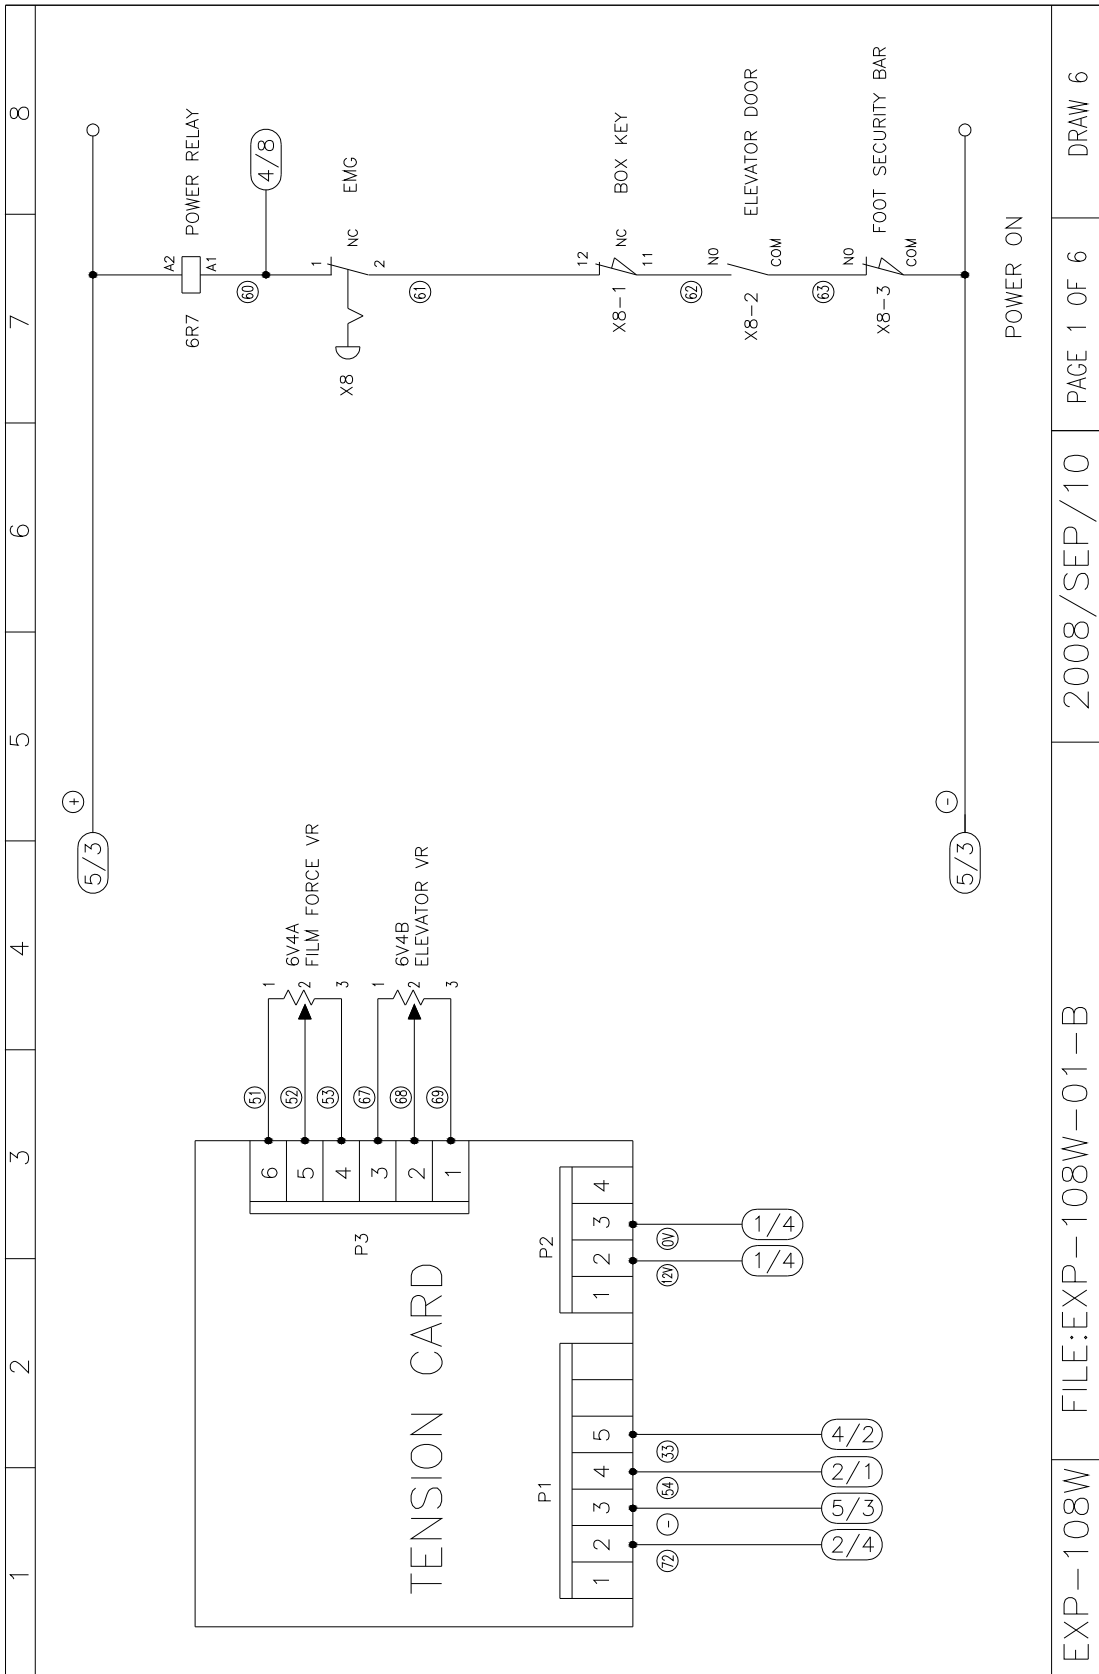 1 2 3 4 5 6 7 8
5/3
+
A2
6R7 POWER RELAY
A1
60
4/8
1
NC
X8 EMG
2
61
12
X8-1 NC BOX KEY
11
62
NO
X8-2 ELEVATOR DOOR
COM
63
NO
X8-3 FOOT SECURITY BAR
COM
5/3
-
POWER ON
TENSION CARD
P3
6 51 1
5 52 2
4 53 3
6V4A
FILM FORCE VR
3 67 1
2 68 2
1 69 3
6V4B
ELEVATOR VR
P1
1 2 3 4 5
72 - 54 33
2/4 5/3 2/1 4/2
P2
1 2 3 4
12V 0V
1/4 1/4
EXP-108W FILE:EXP-108W-01-B 2008/SEP/10 PAGE 1 OF 6 DRAW 6